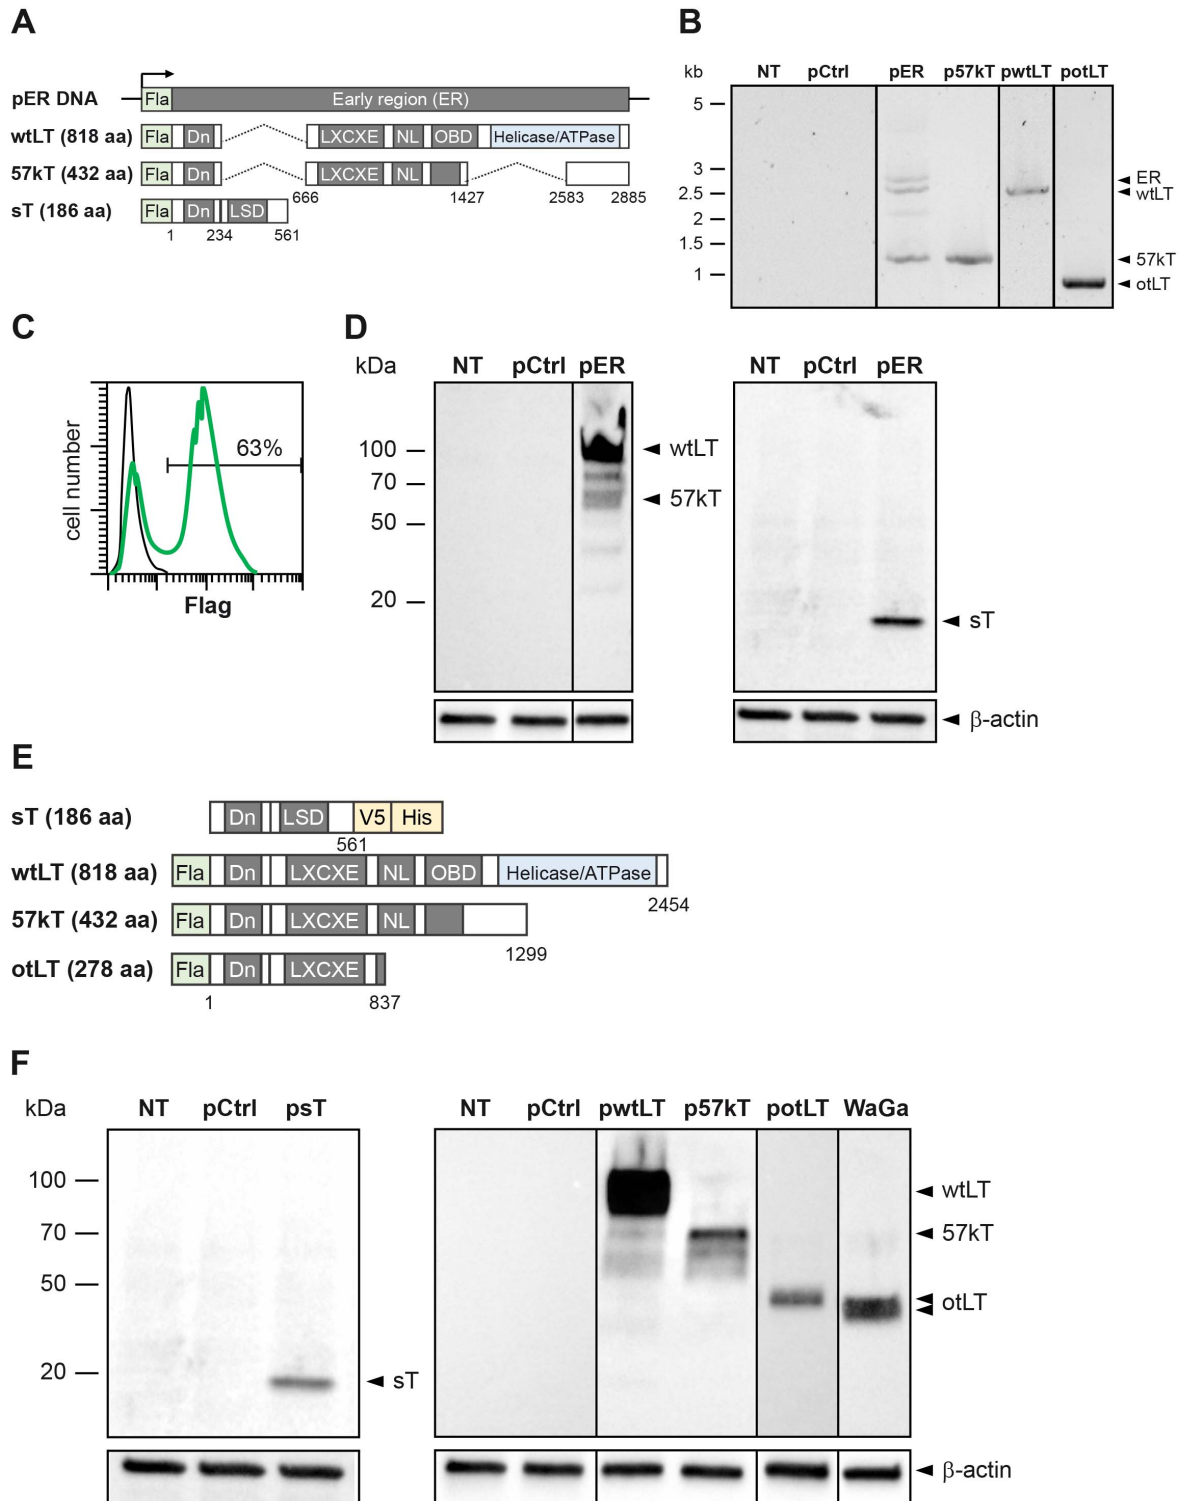 A
pER DNA
Fla
Early region (ER)
wtLT (818 aa)
Fla Dn LXCXE NL OBD Helicase/ATPase
57kT (432 aa)
Fla Dn LXCXE NL
666 1427 2583 2885
sT (186 aa)
Fla Dn LSD
1 234 561
B
kb NT pCtrl pER p57kT pwtLT potLT
5
3
2.5
2
1.5
1
ER
wtLT
57kT
otLT
C
cell number
63%
Flag
D
kDa NT pCtrl pER
100
70
50
20
wtLT
57kT
NT pCtrl pER
sT
β-actin
E
sT (186 aa)
Dn LSD V5 His
561
wtLT (818 aa)
Fla Dn LXCXE NL OBD Helicase/ATPase
2454
57kT (432 aa)
Fla Dn LXCXE NL
1299
otLT (278 aa)
Fla Dn LXCXE
1 837
F
kDa NT pCtrl psT
100
70
50
20
sT
NT pCtrl pwtLT p57kT potLT WaGa
wtLT
57kT
otLT
β-actin